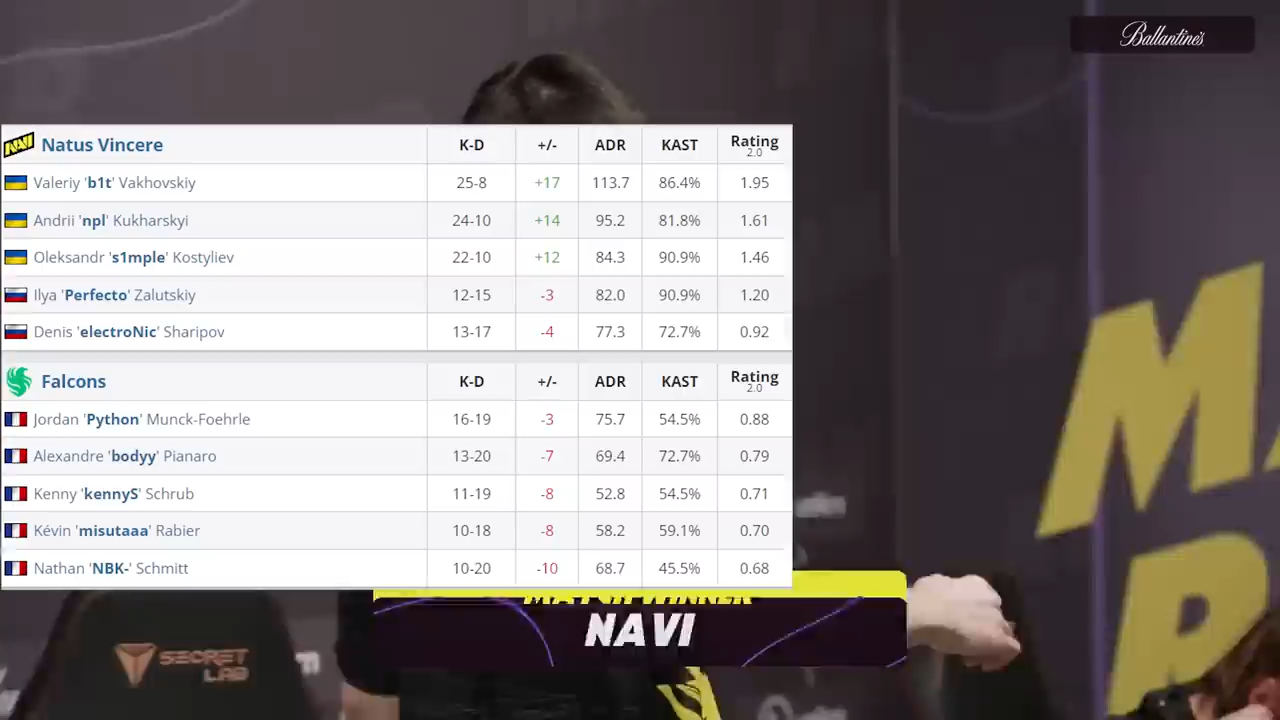 Ballantine's
NAVI Natus Vincere K-D +/- ADR KAST Rating 2.0
Valeriy 'b1t' Vakhovskiy 25-8 +17 113.7 86.4% 1.95
Andrii 'npl' Kukharskyi 24-10 +14 95.2 81.8% 1.61
Oleksandr 's1mple' Kostyliev 22-10 +12 84.3 90.9% 1.46
Ilya 'Perfecto' Zalutskiy 12-15 -3 82.0 90.9% 1.20
Denis 'electroNic' Sharipov 13-17 -4 77.3 72.7% 0.92
Falcons K-D +/- ADR KAST Rating 2.0
Jordan 'Python' Munck-Foehrle 16-19 -3 75.7 54.5% 0.88
Alexandre 'bodyy' Pianaro 13-20 -7 69.4 72.7% 0.79
Kenny 'kennyS' Schrub 11-19 -8 52.8 54.5% 0.71
Kévin 'misutaaa' Rabier 10-18 -8 58.2 59.1% 0.70
Nathan 'NBK-' Schmitt 10-20 -10 68.7 45.5% 0.68
MATCH WINNER
NAVI
SECRET
LAB